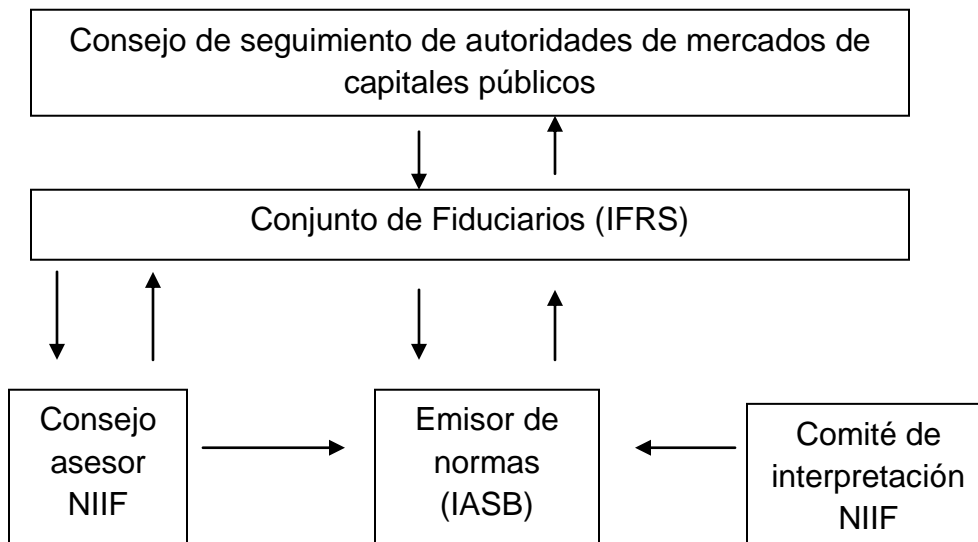 Consejo de seguimiento de autoridades de mercados de
capitales públicos
Conjunto de Fiduciarios (IFRS)
Consejo
asesor
NIIF
Emisor de
normas
(IASB)
Comité de
interpretación
NIIF